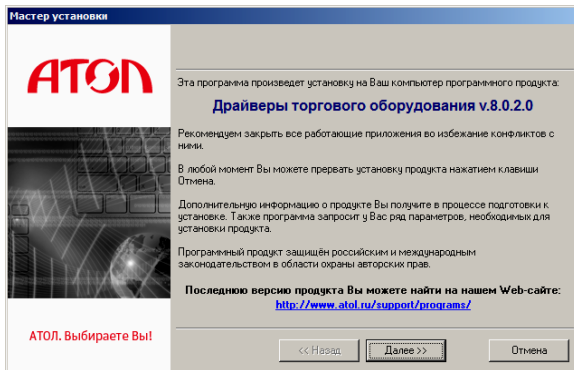 Мастер установки
АТОЛ
Эта программа произведет установку на Ваш компьютер программного продукта:
Драйверы торгового оборудования v.8.0.2.0
Рекомендуем закрыть все работающие приложения во избежание конфликтов с
ними.
В любой момент Вы можете прервать установку продукта нажатием клавиши
Отмена.
Дополнительную информацию о продукте Вы получите в процессе подготовки к
установке. Также программа запросит у Вас ряд параметров, необходимых для
установки продукта.
Программный продукт защищён российским и международным
законодательством в области охраны авторских прав.
Последнюю версию продукта Вы можете найти на нашем Web-сайте:
http://www.atol.ru/support/programs/
АТОЛ. Выбираете Вы!
<< Назад
Далее >>
Отмена